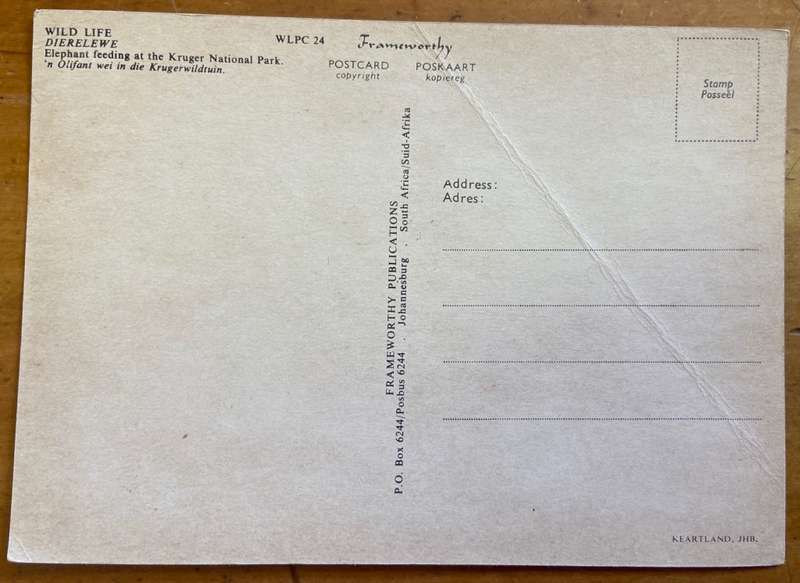 WILD LIFE
DIERELEWE
Elephant feeding at the Kruger National Park.
'n Olifant wei in die Krugerwildtuin.
WLPC 24
Frameworthy
POSTCARD POSKAART
copyright kopiereg
Stamp
Posseël
FRAMEWORTHY PUBLICATIONS
P.O. Box 6244/Posbus 6244 . Johannesburg . South Africa/Suid-Afrika
Address:
Adres:
KEARTLAND, JHB.